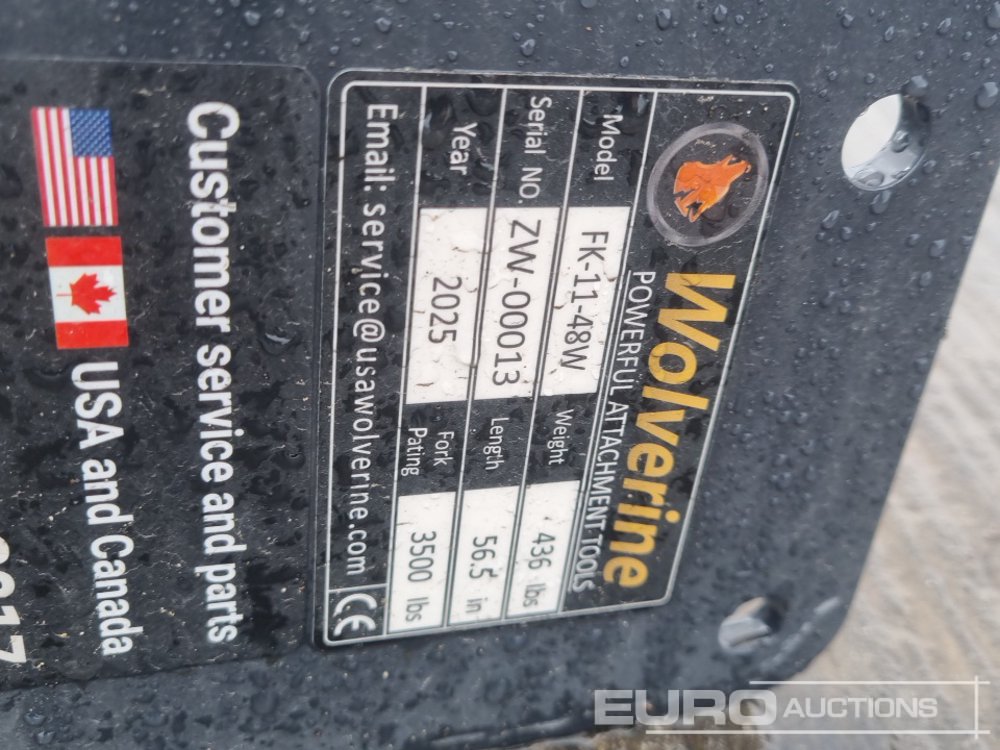 Wolverine
POWERFUL ATTACHMENT TOOLS
Model FK-11-48W Weight 436 lbs
Serial NO. ZW-00013 Length 56.5 in
Year 2025 Fork Pating 3500 lbs
Email: service@usawolverine.com CE
Customer service and parts
USA and Canada
EURO AUCTIONS